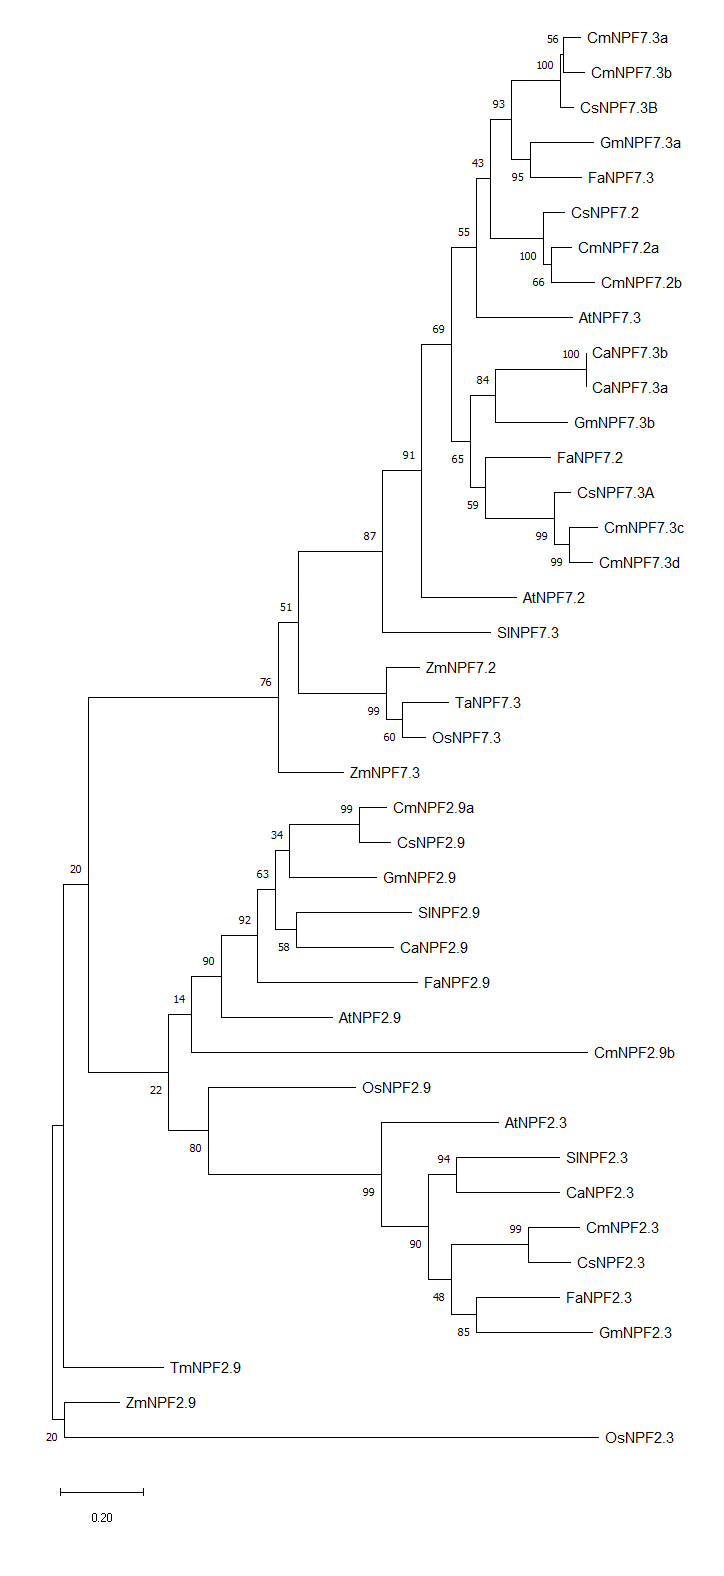 56 CmNPF7.3a
100 CmNPF7.3b
93 CsNPF7.3B
GmNPF7.3a
43 95 FaNPF7.3
55 CsNPF7.2
100 CmNPF7.2a
66 CmNPF7.2b
69 AtNPF7.3
100 CaNPF7.3b
84 CaNPF7.3a
GmNPF7.3b
91 65 FaNPF7.2
59 CsNPF7.3A
99 CmNPF7.3c
87 99 CmNPF7.3d
51 AtNPF7.2
SlNPF7.3
76 ZmNPF7.2
99 TaNPF7.3
60 OsNPF7.3
ZmNPF7.3
99 CmNPF2.9a
34 CsNPF2.9
63 GmNPF2.9
20 92 SlNPF2.9
58 CaNPF2.9
90 FaNPF2.9
14 AtNPF2.9
CmNPF2.9b
22 OsNPF2.9
80 AtNPF2.3
94 SlNPF2.3
99 CaNPF2.3
99 CmNPF2.3
90 CsNPF2.3
48 FaNPF2.3
85 GmNPF2.3
TmNPF2.9
ZmNPF2.9
20 OsNPF2.3
0.20